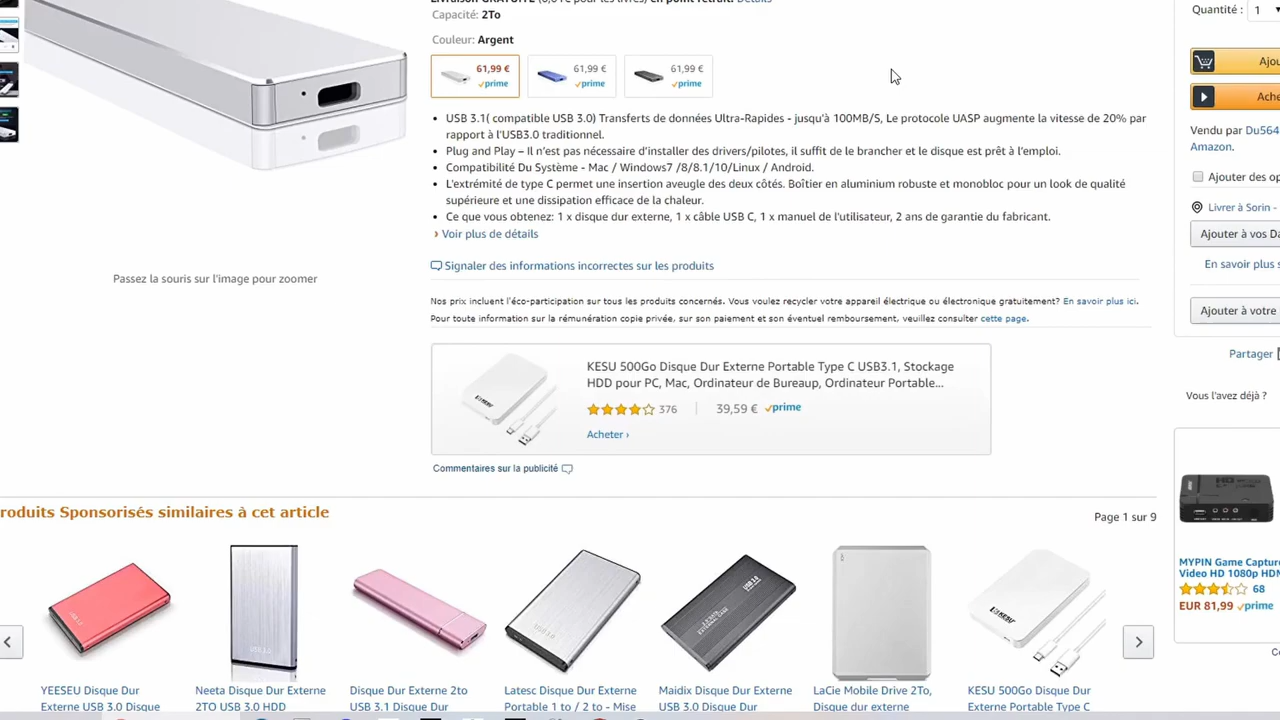 Livraison GRATUITE (0,01€ pour les livres) en point retrait. Détails
Capacité: 2To
Couleur: Argent
61,99 €
prime
61,99 €
prime
61,99 €
prime
USB 3.1( compatible USB 3.0) Transferts de données Ultra-Rapides - jusqu'à 100MB/S, Le protocole UASP augmente la vitesse de 20% par
rapport à l'USB3.0 traditionnel.
Plug and Play – Il n’est pas nécessaire d’installer des drivers/pilotes, il suffit de le brancher et le disque est prêt à l’emploi.
Compatibilité Du Système - Mac / Windows7 /8/8.1/10/Linux / Android.
L’extrémité de type C permet une insertion aveugle des deux côtés. Boîtier en aluminium robuste et monobloc pour un look de qualité
supérieure et une dissipation efficace de la chaleur.
Ce que vous obtenez: 1 x disque dur externe, 1 x câble USB C, 1 x manuel de l'utilisateur, 2 ans de garantie du fabricant.
› Voir plus de détails
Signaler des informations incorrectes sur les produits
Passez la souris sur l'image pour zoomer
Nos prix incluent l'éco-participation sur tous les produits concernés. Vous voulez recycler votre appareil électrique ou électronique gratuitement? En savoir plus ici.
Pour toute information sur la rémunération copie privée, sur son paiement et son éventuel remboursement, veuillez consulter cette page.
KESU 500Go Disque Dur Externe Portable Type C USB3.1, Stockage
HDD pour PC, Mac, Ordinateur de Bureaup, Ordinateur Portable...
376 | 39,59 € prime
Acheter ›
KESU
Commentaires sur la publicité
Quantité : 1
Ajou
Ache
Vendu par Du564
Amazon.
Ajouter des op
Livrer à Sorin -
Ajouter à vos Da
En savoir plus s
Ajouter à votre
Partager
Vous l'avez déjà ?
MYPIN Game Capture
Video HD 1080p HDM
68
EUR 81,99 prime
roduits Sponsorisés similaires à cet article
Page 1 sur 9
YEESEU Disque Dur
Externe USB 3.0 Disque
Neeta Disque Dur Externe
2TO USB 3.0 HDD
Disque Dur Externe 2to
USB 3.1 Disque Dur
Latesc Disque Dur Externe
Portable 1 to / 2 to - Mise
Maidix Disque Dur Externe
USB 3.0 Disque Dur
LaCie Mobile Drive 2To,
Disque dur externe
KESU 500Go Disque Dur
Externe Portable Type C